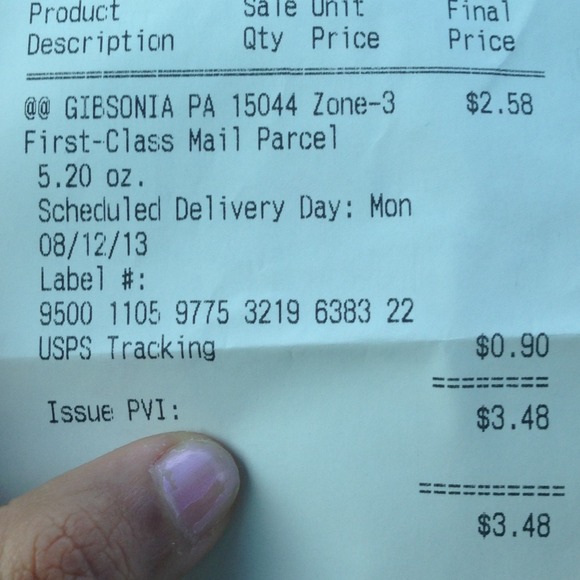 Product Sale Unit Final
Description Qty Price Price
@@ GIBSONIA PA 15044 Zone-3 $2.58
First-Class Mail Parcel
5.20 oz.
Scheduled Delivery Day: Mon
08/12/13
Label #:
9500 1105 9775 3219 6383 22
USPS Tracking $0.90
========
Issue PVI: $3.48
==========
$3.48